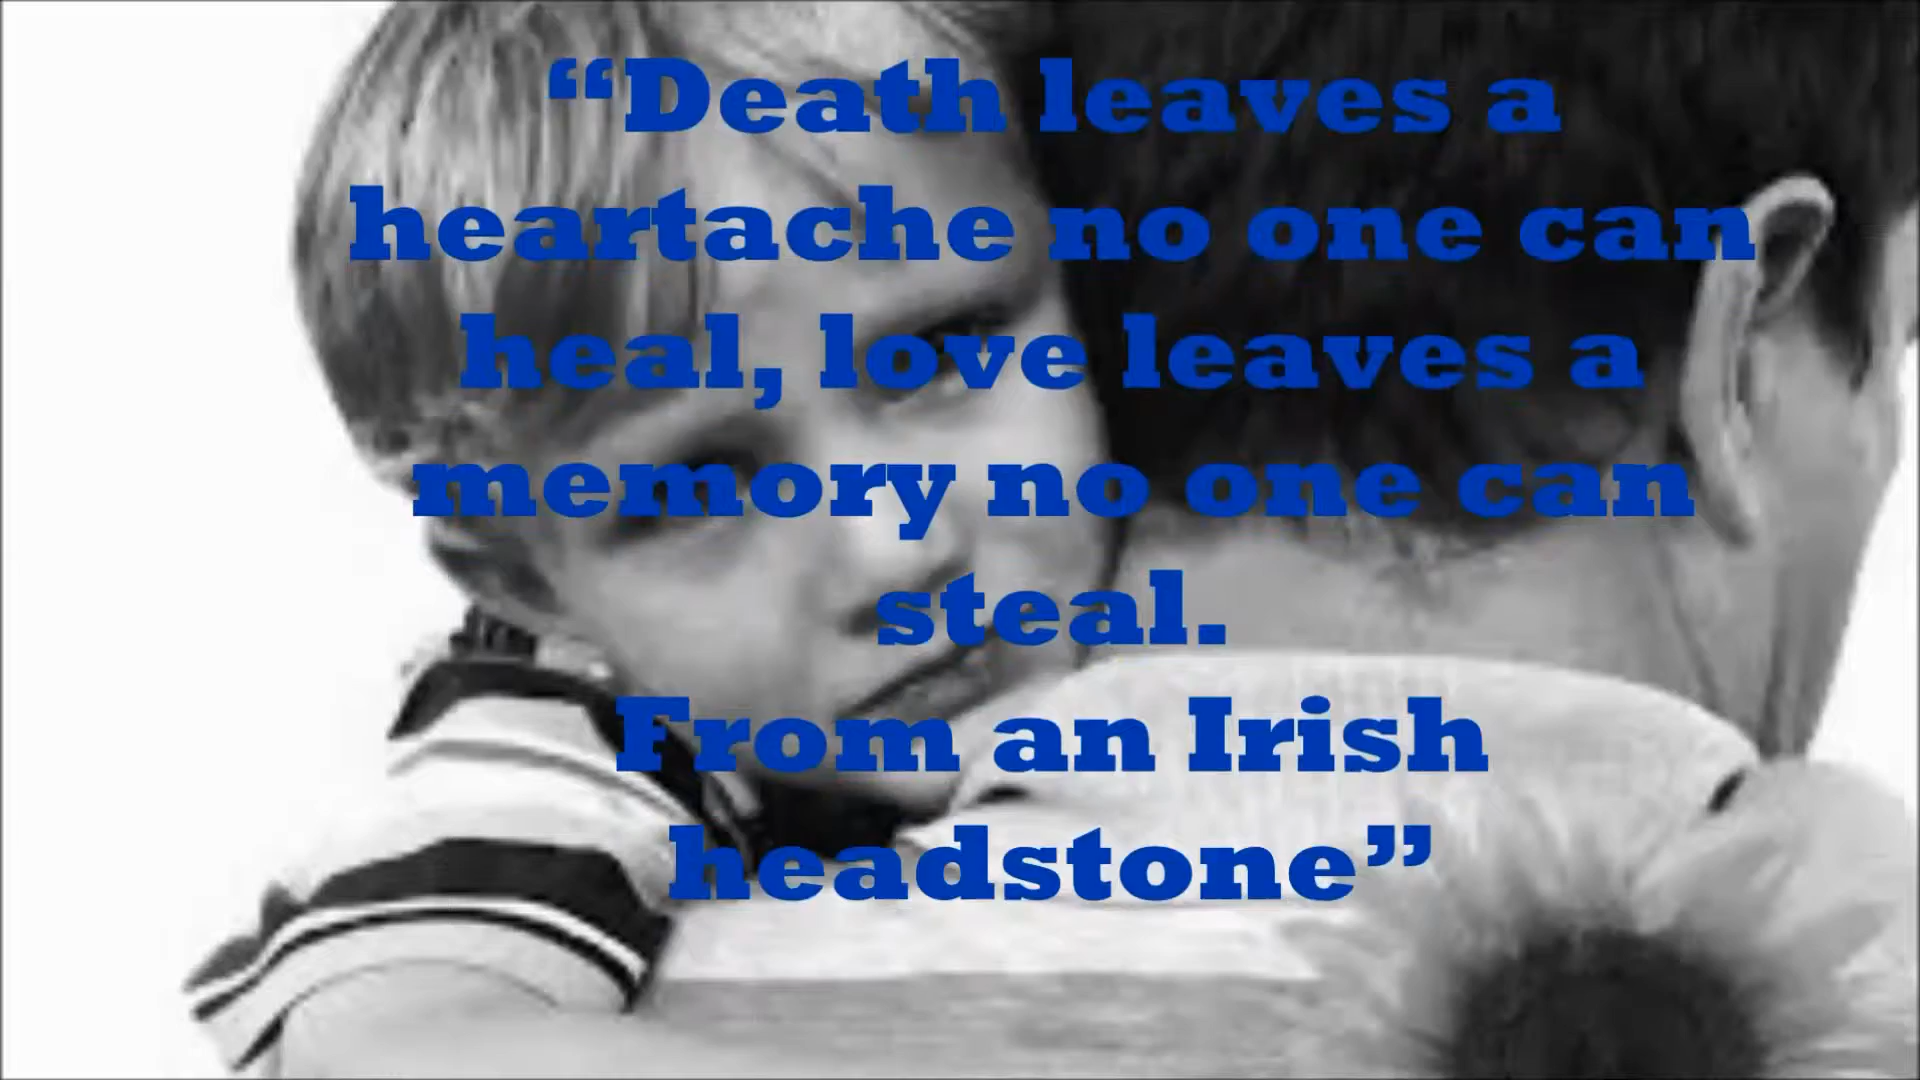 “Death leaves a
heartache no one can
heal, love leaves a
memory no one can
steal.
From an Irish
headstone”